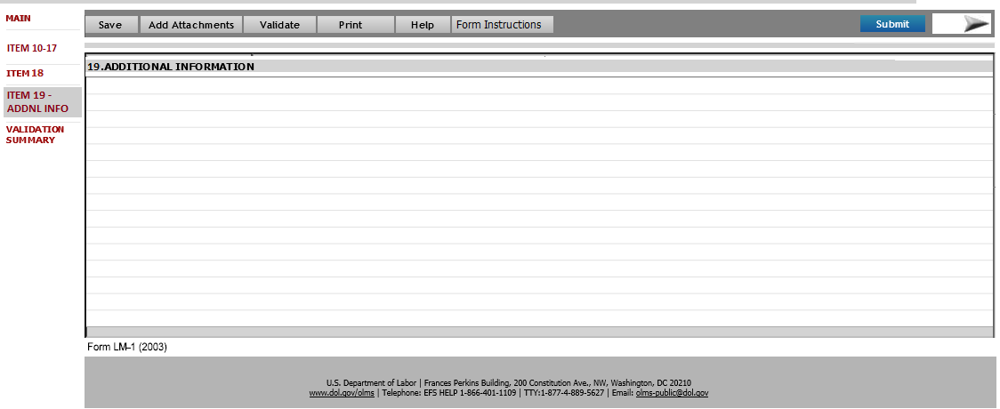 MAIN
ITEM 10-17
ITEM 18
ITEM 19 -
ADDNL INFO
VALIDATION
SUMMARY
Save
Add Attachments
Validate
Print
Help
Form Instructions
Submit
19.ADDITIONAL INFORMATION
Form LM-1 (2003)
U.S. Department of Labor | Frances Perkins Building, 200 Constitution Ave., NW, Washington, DC 20210
www.dol.gov/olms | Telephone: EFS HELP 1-866-401-1109 | TTY:1-877-4-889-5627 | Email: olms-public@dol.gov